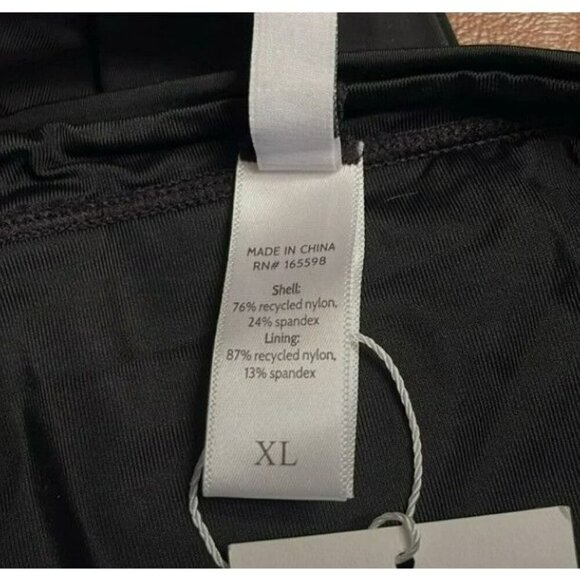 MADE IN CHINA
RN# 165598
Shell:
76% recycled nylon,
24% spandex
Lining:
87% recycled nylon,
13% spandex
XL